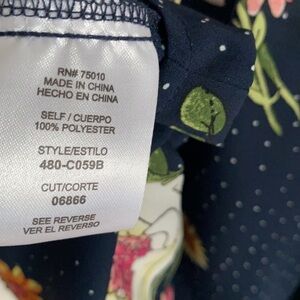 RN# 75010
MADE IN CHINA
HECHO EN CHINA
SELF / CUERPO
100% POLYESTER
STYLE/ESTILO
480-C059B
CUT/CORTE
06866
SEE REVERSE
VER EL REVERSO